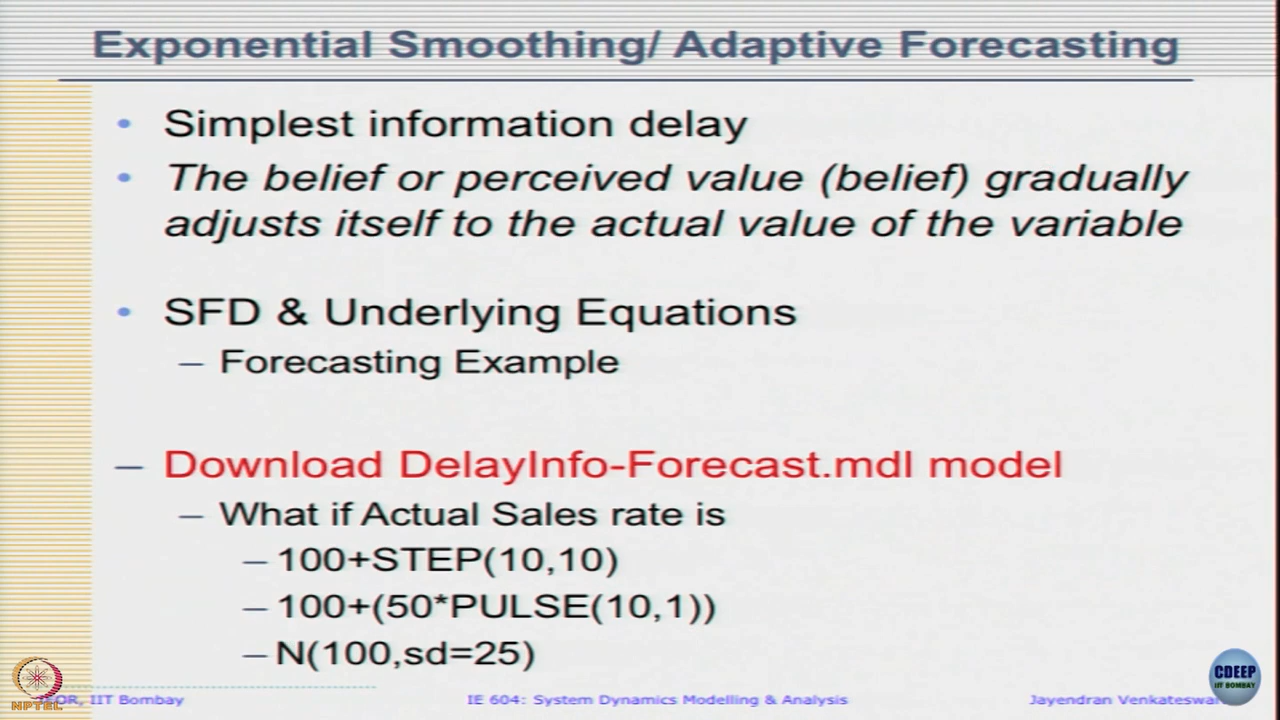 Exponential Smoothing/ Adaptive Forecasting
• Simplest information delay
• The belief or perceived value (belief) gradually
adjusts itself to the actual value of the variable
• SFD & Underlying Equations
– Forecasting Example
– Download DelayInfo-Forecast.mdl model
– What if Actual Sales rate is
– 100+STEP(10,10)
– 100+(50*PULSE(10,1))
– N(100,sd=25)
IIT Bombay
IE 604: System Dynamics Modelling & Analysis
Jayendran
NPTEL
CDEEP
IIT BOMBAY